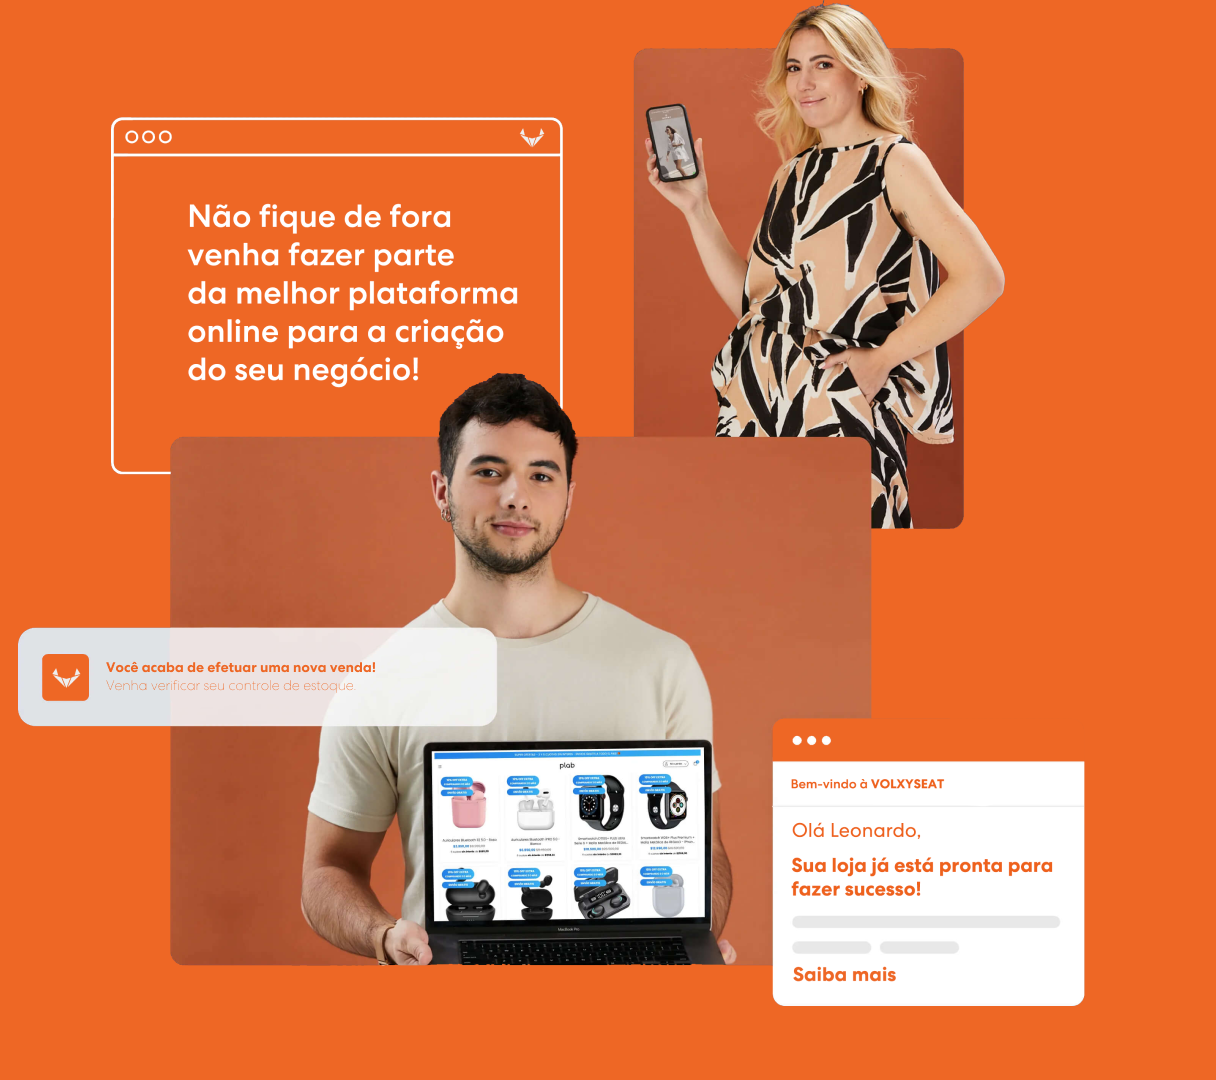 Não fique de fora
venha fazer parte
da melhor plataforma
online para a criação
do seu negócio!
Você acaba de efetuar uma nova venda!
Venha verificar seu controle de estoque.
plab
MacBook Pro
Bem-vindo à VOLXYSEAT
Olá Leonardo,
Sua loja já está pronta para
fazer sucesso!
Saiba mais